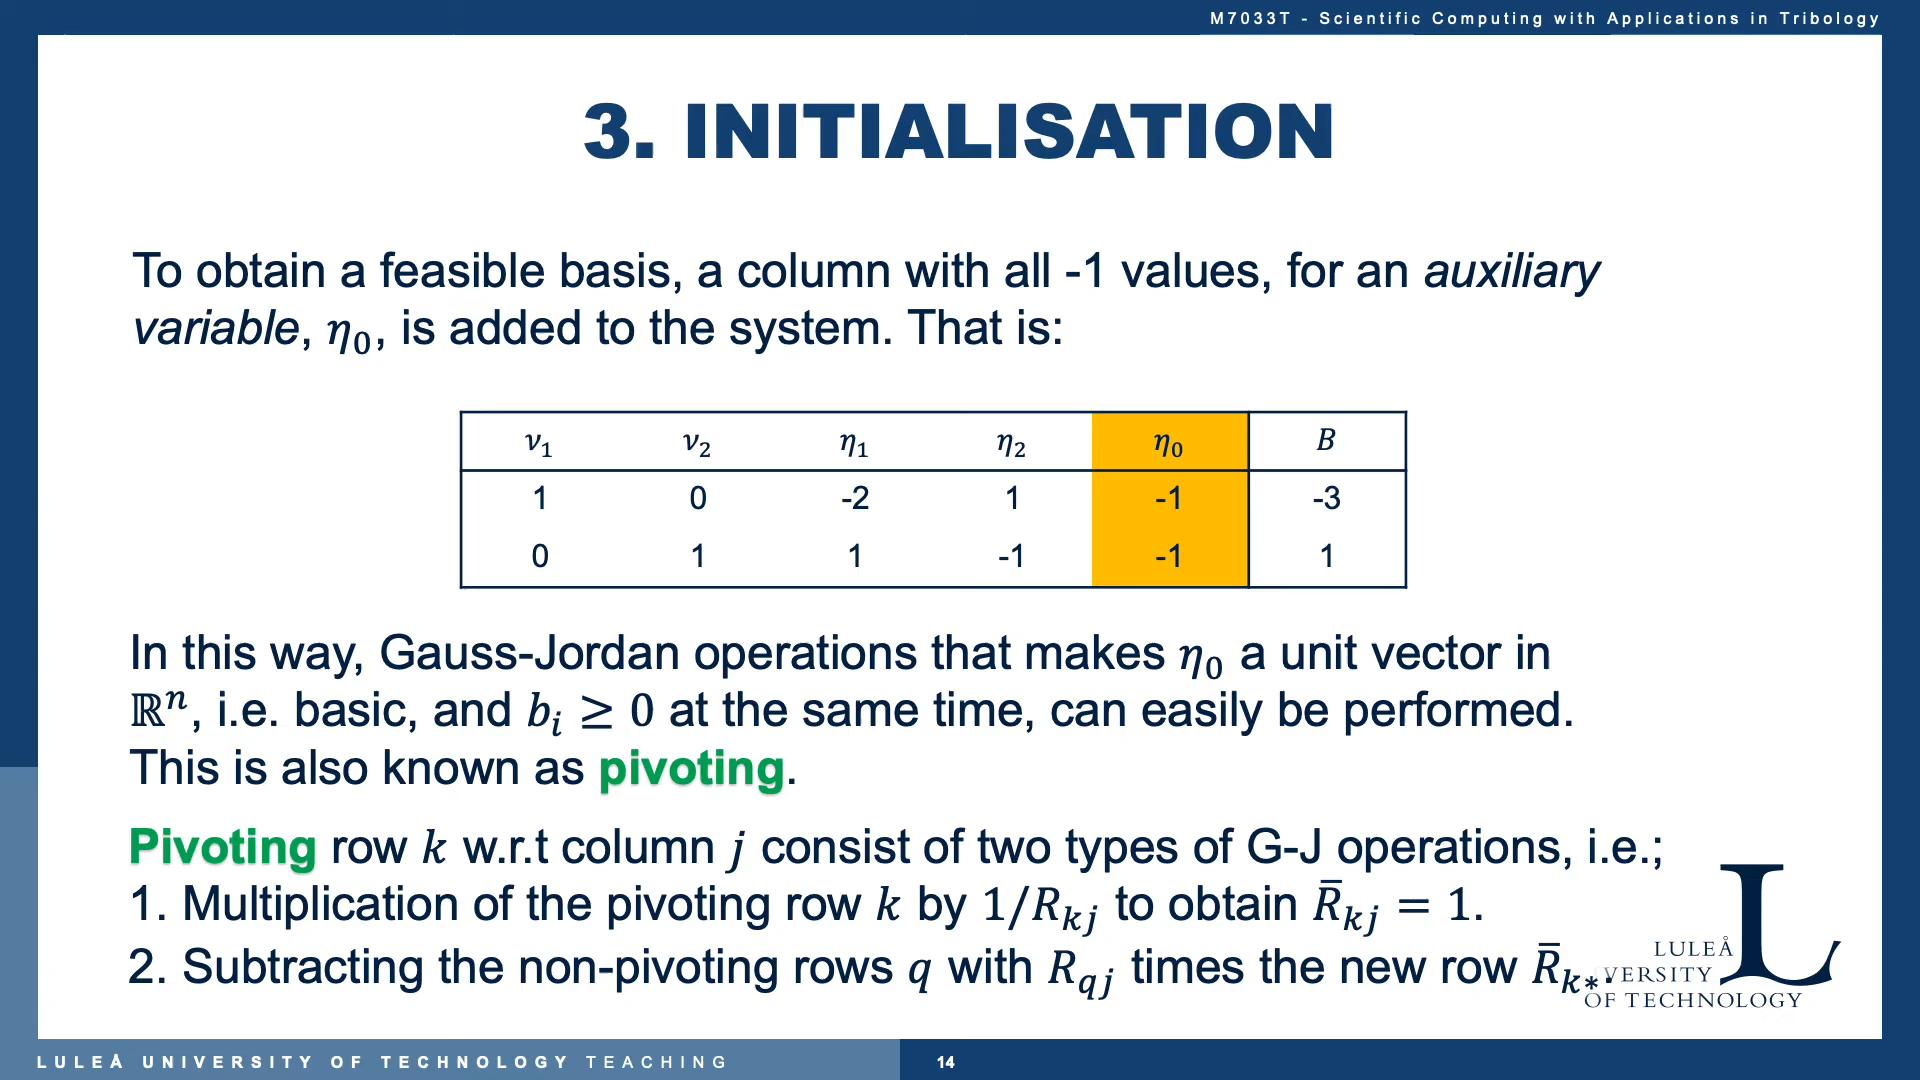 M7033T - Scientific Computing with Applications in Tribology
3. INITIALISATION
To obtain a feasible basis, a column with all -1 values, for an auxiliary
variable, η₀, is added to the system. That is:
ν₁ ν₂ η₁ η₂ η₀ B
1 0 -2 1 -1 -3
0 1 1 -1 -1 1
In this way, Gauss-Jordan operations that makes η₀ a unit vector in
ℝⁿ, i.e. basic, and bᵢ ≥ 0 at the same time, can easily be performed.
This is also known as pivoting.
Pivoting row k w.r.t column j consist of two types of G-J operations, i.e.;
1. Multiplication of the pivoting row k by 1/R_kj to obtain R̄_kj = 1.
2. Subtracting the non-pivoting rows q with R_qj times the new row R̄_k*.
LULEÅ
VERSITY
OF TECHNOLOGY
L
LULEÅ UNIVERSITY OF TECHNOLOGY TEACHING
14